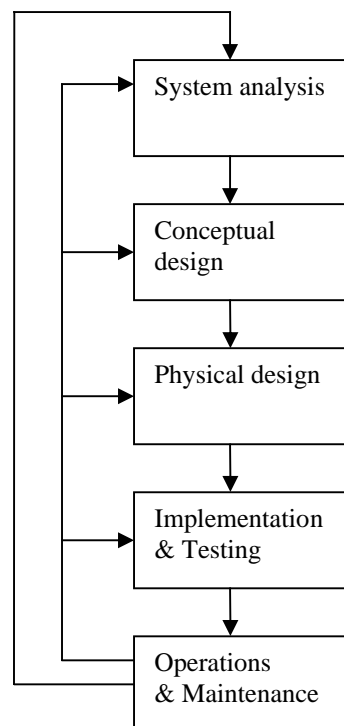 System analysis
Conceptual
design
Physical design
Implementation
& Testing
Operations
& Maintenance